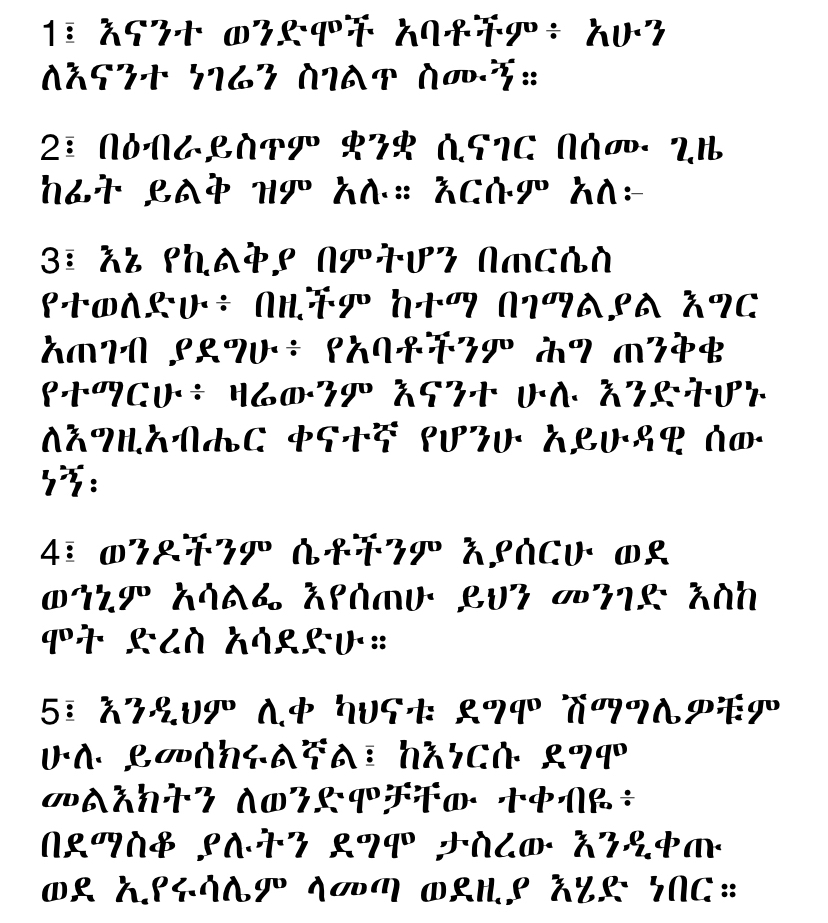 1፤ እናንተ ወንድሞች አባቶችም፥ አሁን
ለእናንተ ነገሬን ስገልጥ ስሙኝ።
2፤ በዕብራይስጥም ቋንቋ ሲናገር በሰሙ ጊዜ
ከፊት ይልቅ ዝም አሉ። እርሱም አለ፦
3፤ እኔ የኪልቅያ በምትሆን በጠርሴስ
የተወለድሁ፥ በዚችም ከተማ በገማልያል እግር
አጠገብ ያደግሁ፥ የአባቶችንም ሕግ ጠንቅቄ
የተማርሁ፥ ዛሬውንም እናንተ ሁሉ እንድትሆኑ
ለእግዚአብሔር ቀናተኛ የሆንሁ አይሁዳዊ ሰው
ነኝ፡
4፤ ወንዶችንም ሴቶችንም እያሰርሁ ወደ
ወኅኒም አሳልፌ እየሰጠሁ ይህን መንገድ እስከ
ሞት ድረስ አሳደድሁ።
5፤ እንዲህም ሊቀ ካህናቱ ደግሞ ሽማግሌዎቹም
ሁሉ ይመሰክሩልኛል፤ ከእነርሱ ደግሞ
መልእክትን ለወንድሞቻቸው ተቀብዬ፥
በደማስቆ ያሉትን ደግሞ ታስረው እንዲቀጡ
ወደ ኢየሩሳሌም ላመጣ ወደዚያ እሄድ ነበር።